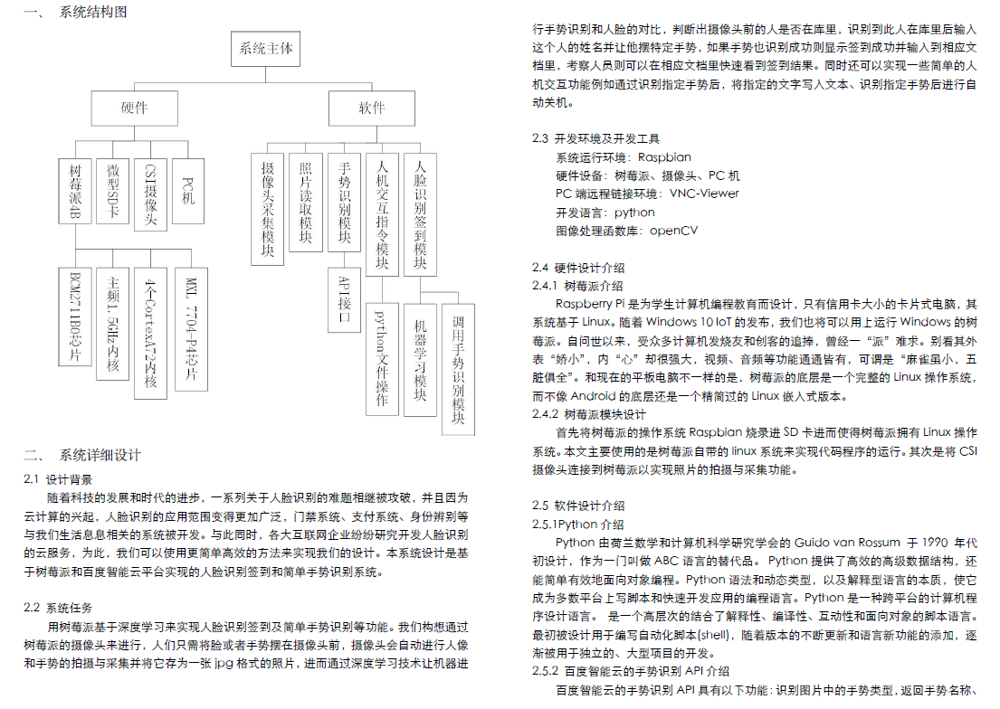 一、 系统结构图
系统主体
硬件
软件
树莓派4B
微型SD卡
CSI摄像头
PC机
摄像头采集模块
照片读取模块
手势识别模块
人机交互指令模块
人脸识别签到模块
BCM2711B0芯片
主频1.5GHz内核
4个CortexA72内核
MXL 7704-P4芯片
API接口
python文件操作
机器学习模块
调用手势识别模块
二、 系统详细设计
2.1 设计背景
随着科技的发展和时代的进步，一系列关于人脸识别的难题相继被攻破，并且因为
云计算的兴起，人脸识别的应用范围变得更加广泛，门禁系统、支付系统、身份辨别等
与我们生活息息相关的系统被开发。与此同时，各大互联网企业纷纷研究开发人脸识别
的云服务，为此，我们可以使用更简单高效的方法来实现我们的设计。本系统设计是基
于树莓派和百度智能云平台实现的人脸识别签到和简单手势识别系统。
2.2 系统任务
用树莓派基于深度学习来实现人脸识别签到及简单手势识别等功能。我们构想通过
树莓派的摄像头来进行，人们只需将脸或者手势摆在摄像头前，摄像头会自动进行人像
和手势的拍摄与采集并将它存为一张 jpg 格式的照片，进而通过深度学习技术让机器进
行手势识别和人脸的对比，判断出摄像头前的人是否在库里，识别到此人在库里后输入
这个人的姓名并让他摆特定手势，如果手势也识别成功则显示签到成功并输入到相应文
档里，考察人员则可以在相应文档里快速看到签到结果。同时还可以实现一些简单的人
机交互功能例如通过识别指定手势后，将指定的文字写入文本、识别指定手势后进行自
动关机。
2.3 开发环境及开发工具
系统运行环境：Raspbian
硬件设备：树莓派、摄像头、PC 机
PC 端远程链接环境：VNC-Viewer
开发语言：python
图像处理函数库：openCV
2.4 硬件设计介绍
2.4.1 树莓派介绍
Raspberry Pi 是为学生计算机编程教育而设计，只有信用卡大小的卡片式电脑，其
系统基于 Linux。随着 Windows 10 IoT 的发布，我们也将可以用上运行 Windows 的树
莓派。自问世以来，受众多计算机发烧友和创客的追捧，曾经一“派”难求。别看其外
表“娇小”，内“心”却很强大，视频、音频等功能通通皆有，可谓是“麻雀虽小，五
脏俱全”。和现在的平板电脑不一样的是，树莓派的底层是一个完整的 Linux 操作系统，
而不像 Android 的底层还是一个精简过的 Linux 嵌入式版本。
2.4.2 树莓派模块设计
首先将树莓派的操作系统 Raspbian 烧录进 SD 卡进而使得树莓派拥有 Linux 操作
系统。本文主要使用的是树莓派自带的 linux 系统来实现代码程序的运行。其次是将 CSI
摄像头连接到树莓派以实现照片的拍摄与采集功能。
2.5 软件设计介绍
2.5.1Python 介绍
Python 由荷兰数学和计算机科学研究学会的 Guido van Rossum 于 1990 年代
初设计，作为一门叫做 ABC 语言的替代品。 Python 提供了高效的高级数据结构，还
能简单有效地面向对象编程。Python 语法和动态类型，以及解释型语言的本质，使它
成为多数平台上写脚本和快速开发应用的编程语言。Python 是一种跨平台的计算机程
序设计语言。 是一个高层次的结合了解释性、编译性、互动性和面向对象的脚本语言。
最初被设计用于编写自动化脚本(shell)，随着版本的不断更新和语言新功能的添加，逐
渐被用于独立的、大型项目的开发。
2.5.2 百度智能云的手势识别 API 介绍
百度智能云的手势识别 API 具有以下功能：识别图片中的手势类型，返回手势名称、